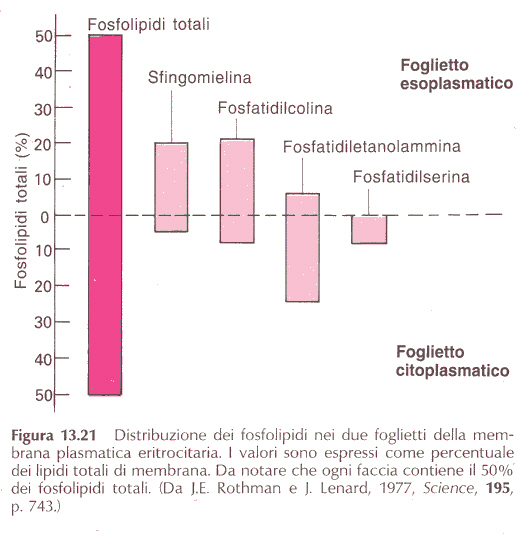 Fosfolipidi totali
50
40
30
20
10
0
10
20
30
40
50
Fosfolipidi totali (%)
Sfingomielina
Fosfatidilcolina
Fosfatidiletanolammina
Fosfatidilserina
Foglietto
esoplasmatico
Foglietto
citoplasmatico
Figura 13.21 Distribuzione dei fosfolipidi nei due foglietti della mem-
brana plasmatica eritrocitaria. I valori sono espressi come percentuale
dei lipidi totali di membrana. Da notare che ogni faccia contiene il 50%
dei fosfolipidi totali. (Da J.E. Rothman e J. Lenard, 1977, Science, 195,
p. 743.)